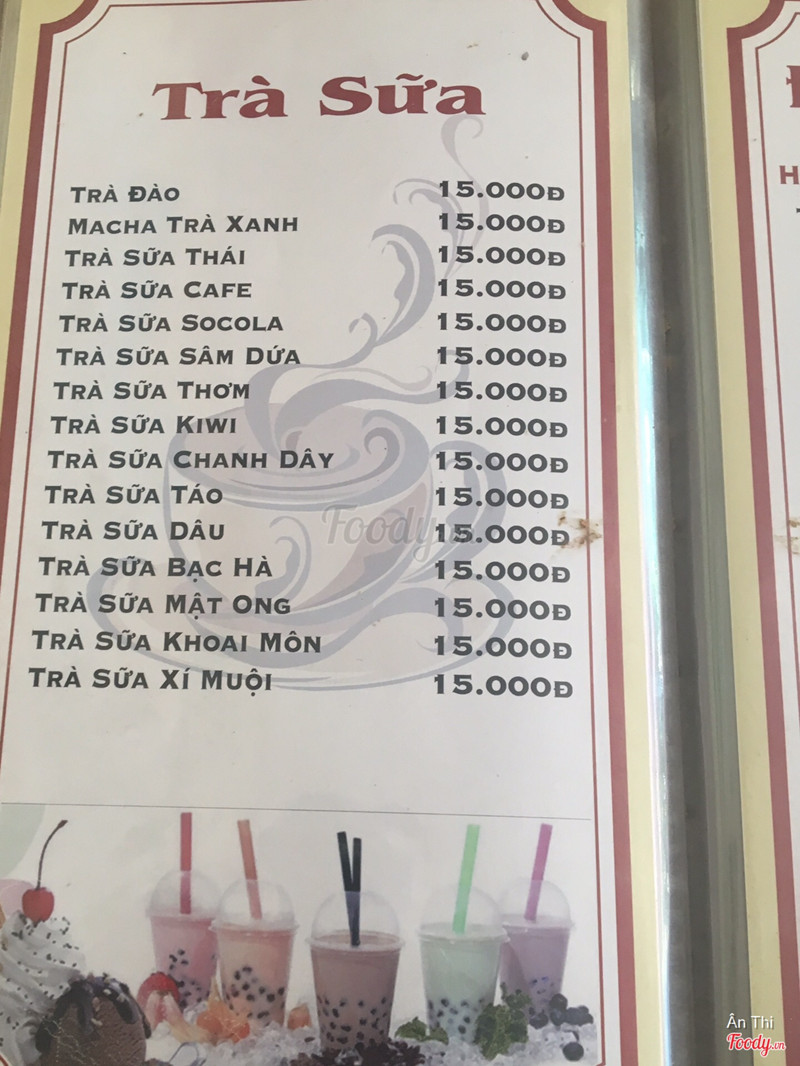 Trà Sữa
TRÀ ĐÀO 15.000Đ
MACHA TRÀ XANH 15.000Đ
TRÀ SỮA THÁI 15.000Đ
TRÀ SỮA CAFE 15.000Đ
TRÀ SỮA SOCOLA 15.000Đ
TRÀ SỮA SÂM DỨA 15.000Đ
TRÀ SỮA THƠM 15.000Đ
TRÀ SỮA KIWI 15.000Đ
TRÀ SỮA CHANH DÂY 15.000Đ
TRÀ SỮA TÁO 15.000Đ
TRÀ SỮA DÂU 15.000Đ
TRÀ SỮA BẠC HÀ 15.000Đ
TRÀ SỮA MẬT ONG 15.000Đ
TRÀ SỮA KHOAI MÔN 15.000Đ
TRÀ SỮA XÍ MUỘI 15.000Đ
Foody.vn
Ân Thi
Foody.vn